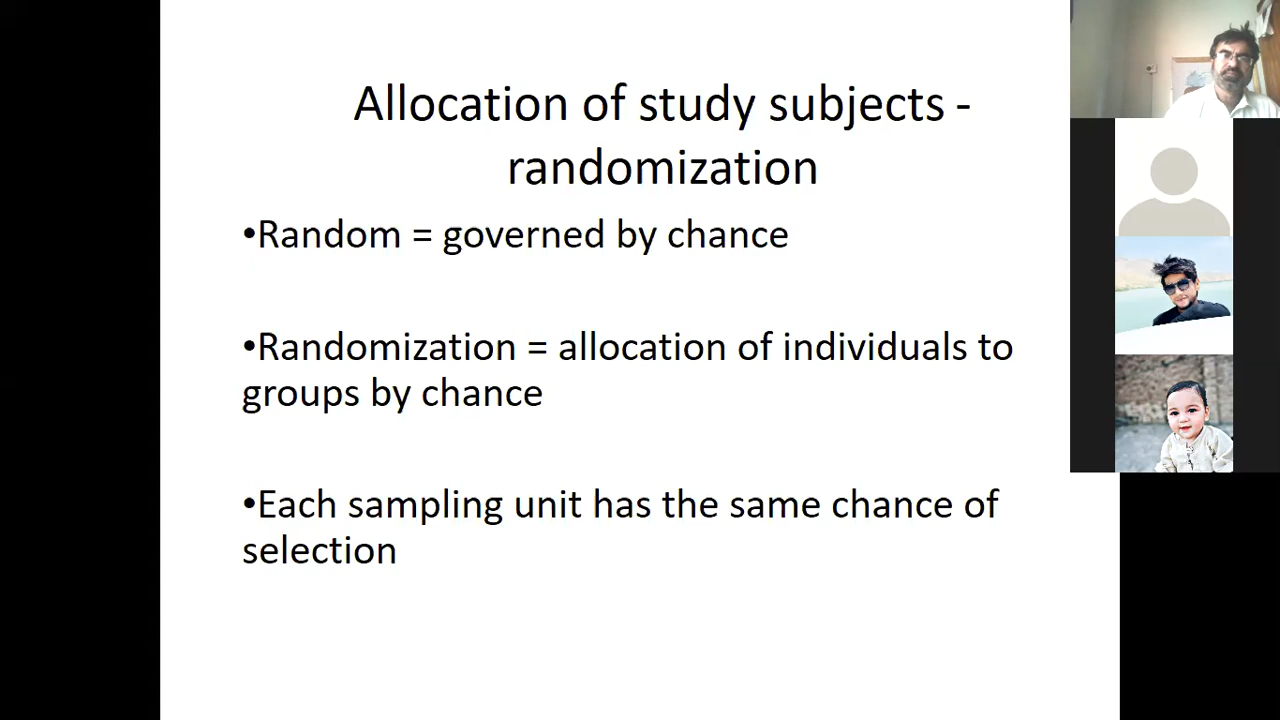 Allocation of study subjects -
randomization
•Random = governed by chance
•Randomization = allocation of individuals to
groups by chance
•Each sampling unit has the same chance of
selection